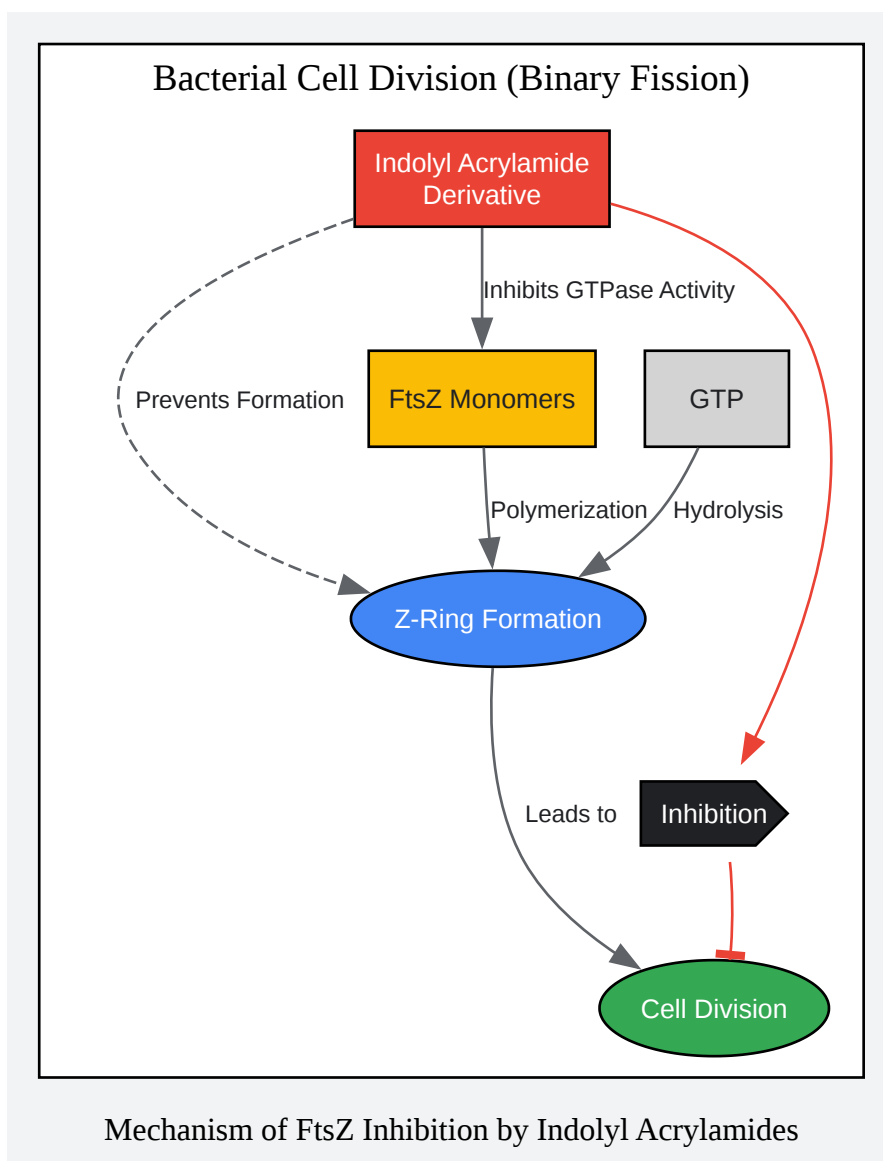 Bacterial Cell Division (Binary Fission)
Indolyl Acrylamide
Derivative
Inhibits GTPase Activity
Prevents Formation
FtsZ Monomers
GTP
Polymerization
Hydrolysis
Z-Ring Formation
Leads to
Inhibition
Cell Division
Mechanism of FtsZ Inhibition by Indolyl Acrylamides